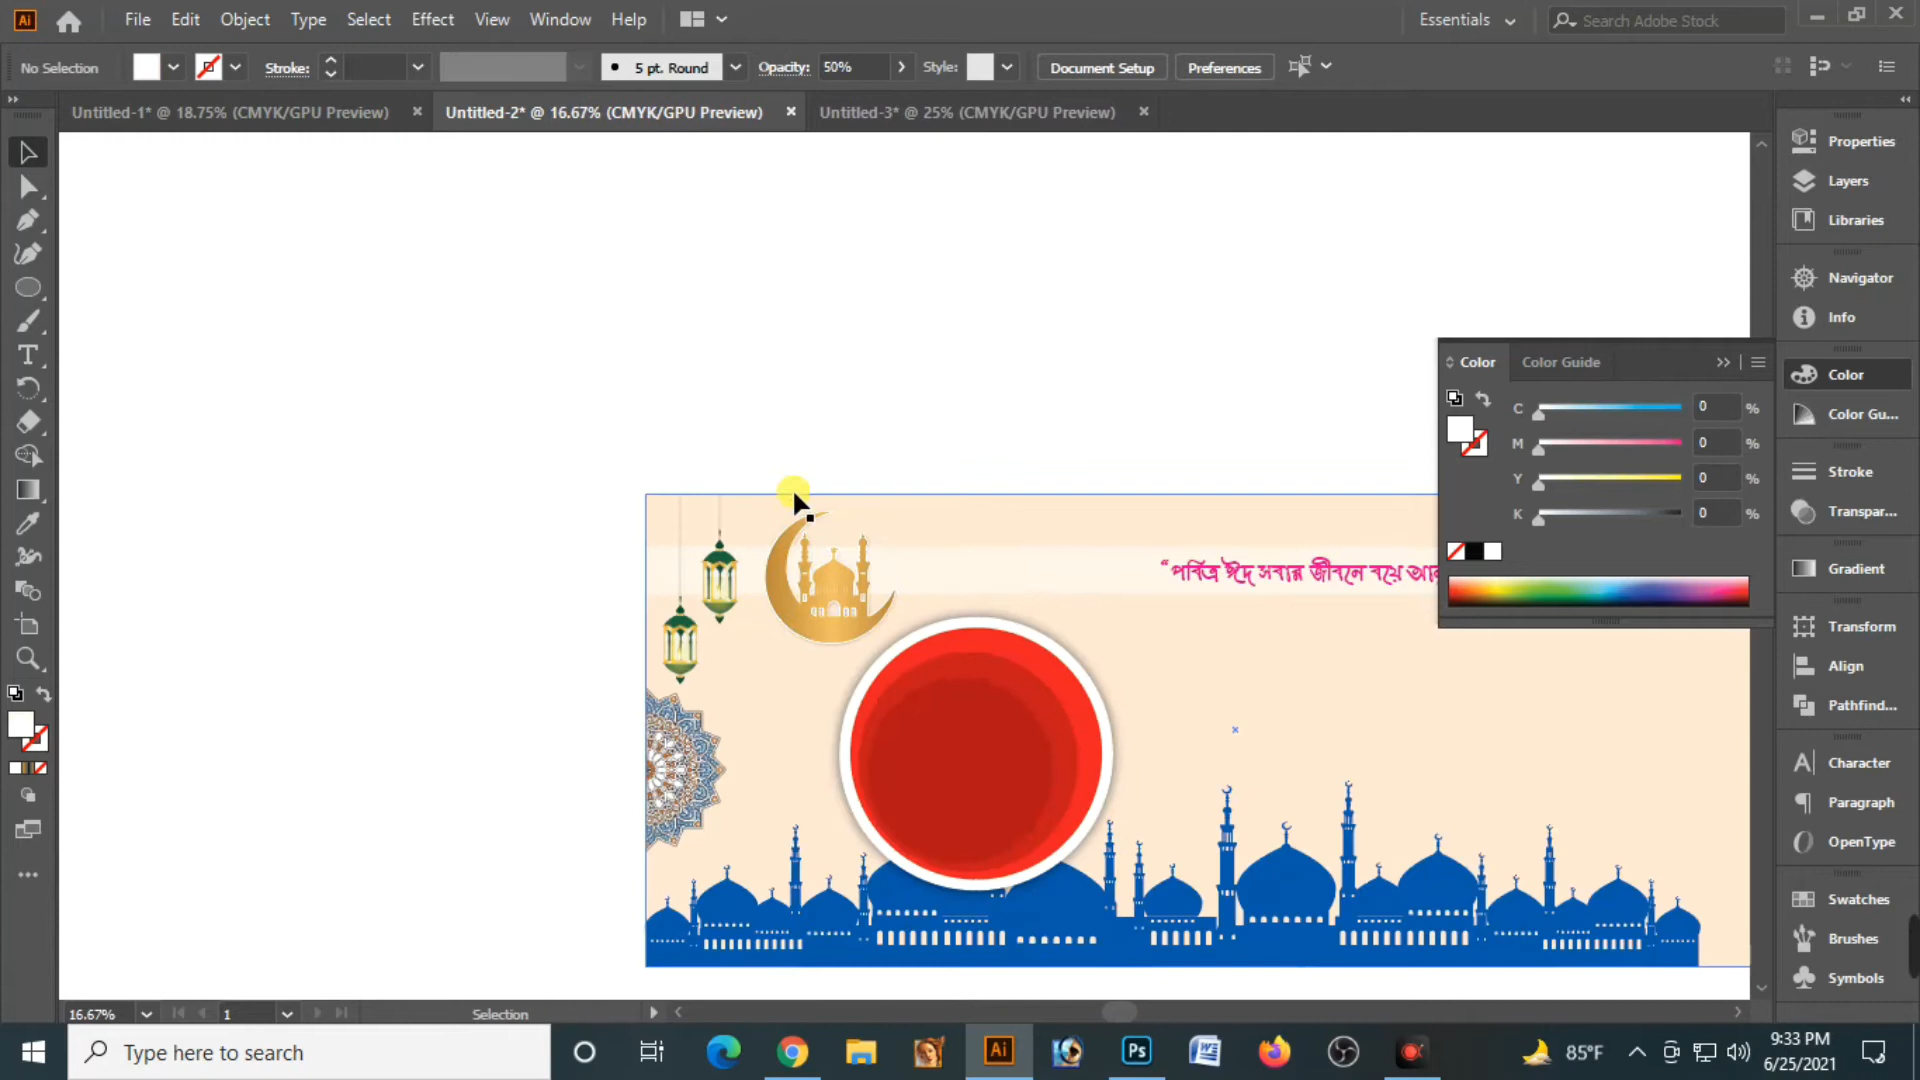 Ai File Edit Object Type Select Effect View Window Help Essentials Search Adobe Stock
No Selection Stroke: 5 pt. Round Opacity: 50% Style: Document Setup Preferences
Untitled-1* @ 18.75% (CMYK/GPU Preview) × Untitled-2* @ 16.67% (CMYK/GPU Preview) × Untitled-3* @ 25% (CMYK/GPU Preview) ×
Properties
Layers
Libraries
Navigator
Info
Color Color Guide
Color
C 0 %
Color Gu...
M 0 %
Stroke
Y 0 %
Transpar...
K 0 %
Gradient
“পবিত্র ঈদ সবার জীবনে বয়ে
Transform
Align
Pathfind...
Character
Paragraph
OpenType
Swatches
Brushes
Symbols
16.67% 1 Selection
Type here to search
Ai
Ps
85°F
9:33 PM
6/25/2021